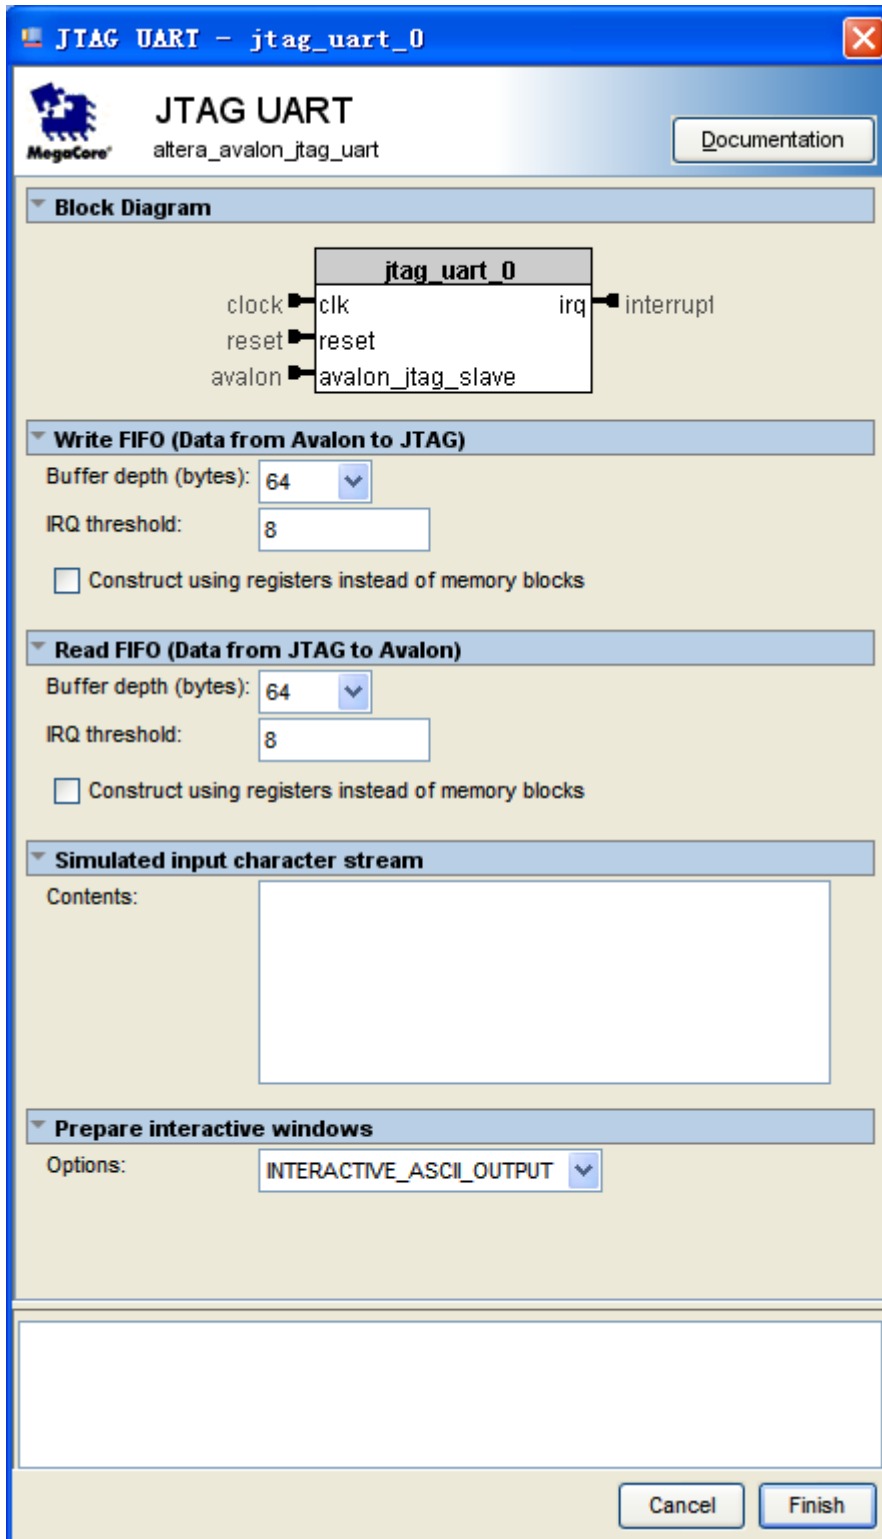 JTAG UART - jtag_uart_0
JTAG UART
MegaCore®
altera_avalon_jtag_uart
Documentation
Block Diagram
jtag_uart_0
clock clk irq interrupt
reset reset
avalon avalon_jtag_slave
Write FIFO (Data from Avalon to JTAG)
Buffer depth (bytes): 64
IRQ threshold: 8
Construct using registers instead of memory blocks
Read FIFO (Data from JTAG to Avalon)
Buffer depth (bytes): 64
IRQ threshold: 8
Construct using registers instead of memory blocks
Simulated input character stream
Contents:
Prepare interactive windows
Options: INTERACTIVE_ASCII_OUTPUT
Cancel Finish